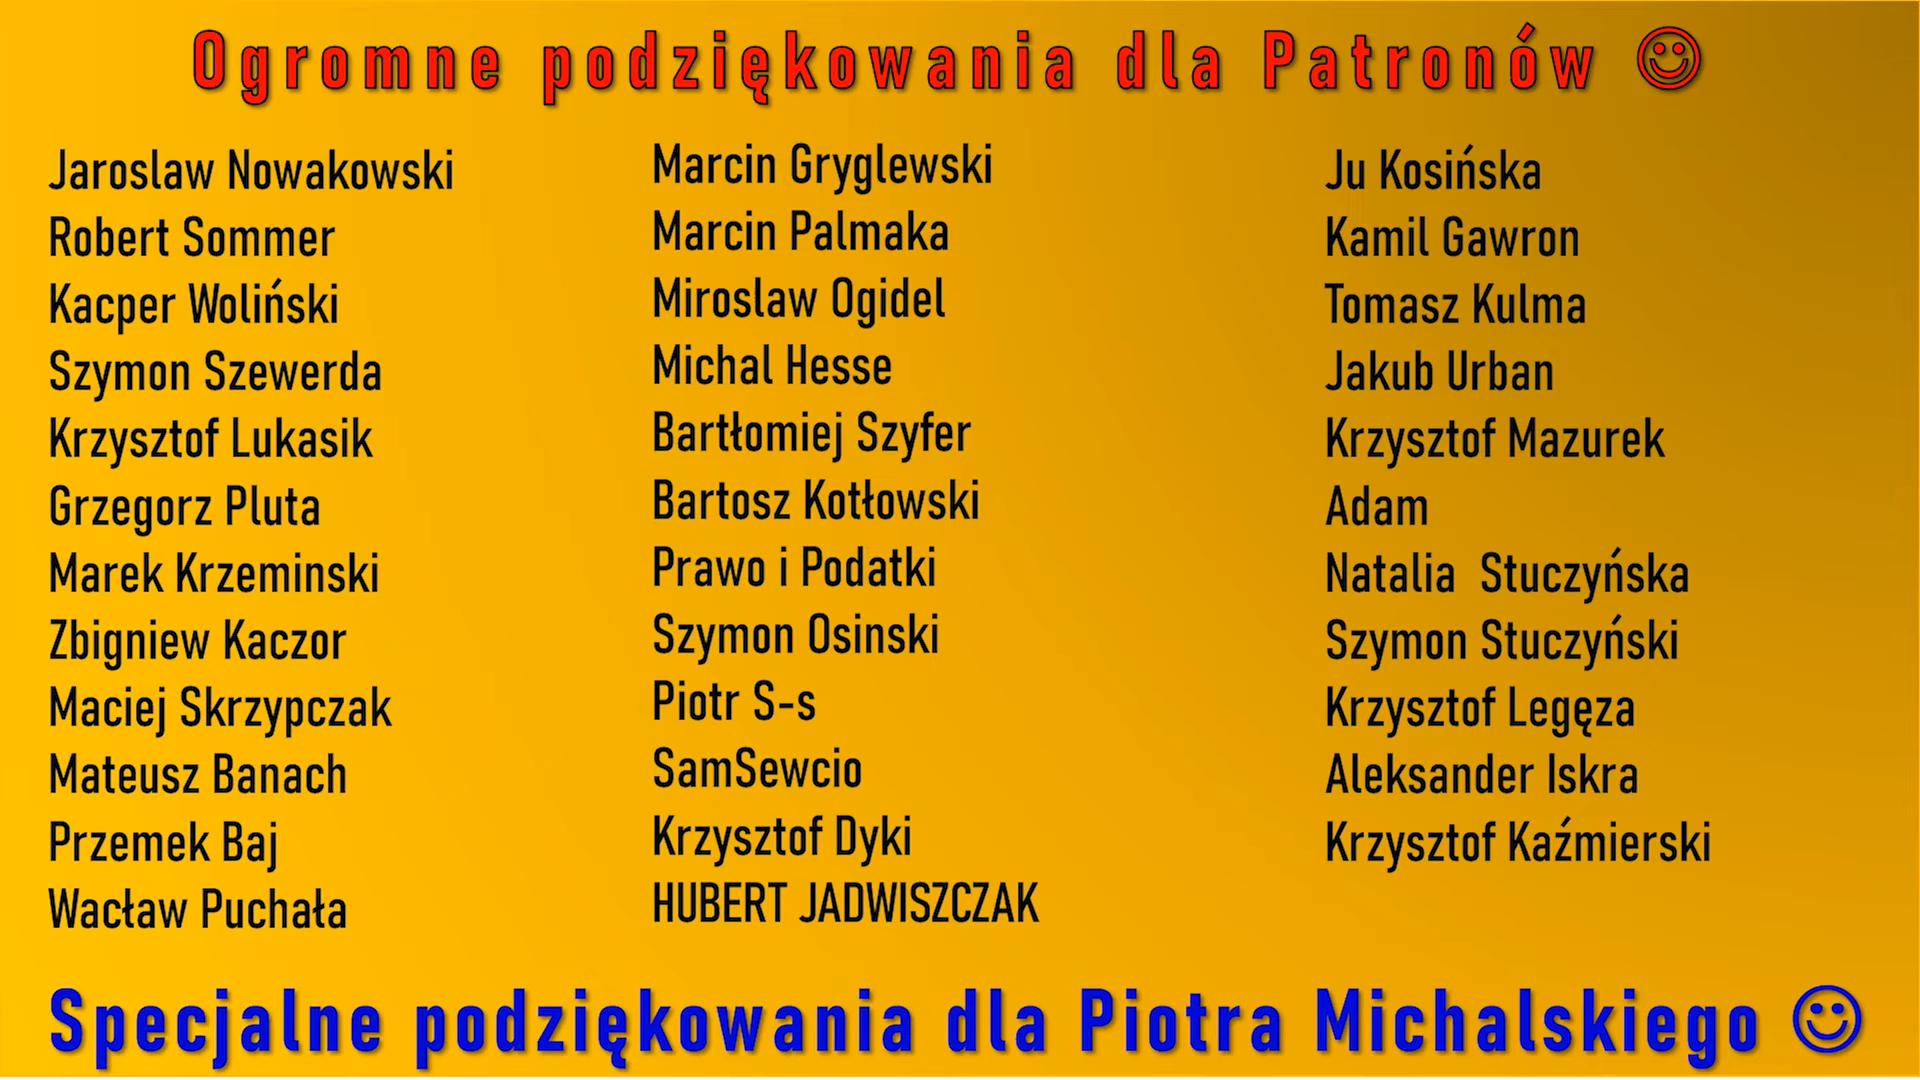 Ogromne podziękowania dla Patronów ☺
Jaroslaw Nowakowski
Robert Sommer
Kacper Woliński
Szymon Szewerda
Krzysztof Lukasik
Grzegorz Pluta
Marek Krzeminski
Zbigniew Kaczor
Maciej Skrzypczak
Mateusz Banach
Przemek Baj
Wacław Puchała
Marcin Gryglewski
Marcin Palmaka
Miroslaw Ogidel
Michal Hesse
Bartłomiej Szyfer
Bartosz Kotłowski
Prawo i Podatki
Szymon Osinski
Piotr S-s
SamSewcio
Krzysztof Dyki
HUBERT JADWISZCZAK
Ju Kosińska
Kamil Gawron
Tomasz Kulma
Jakub Urban
Krzysztof Mazurek
Adam
Natalia  Stuczyńska
Szymon Stuczyński
Krzysztof Legęza
Aleksander Iskra
Krzysztof Kaźmierski
Specjalne podziękowania dla Piotra Michalskiego ☺